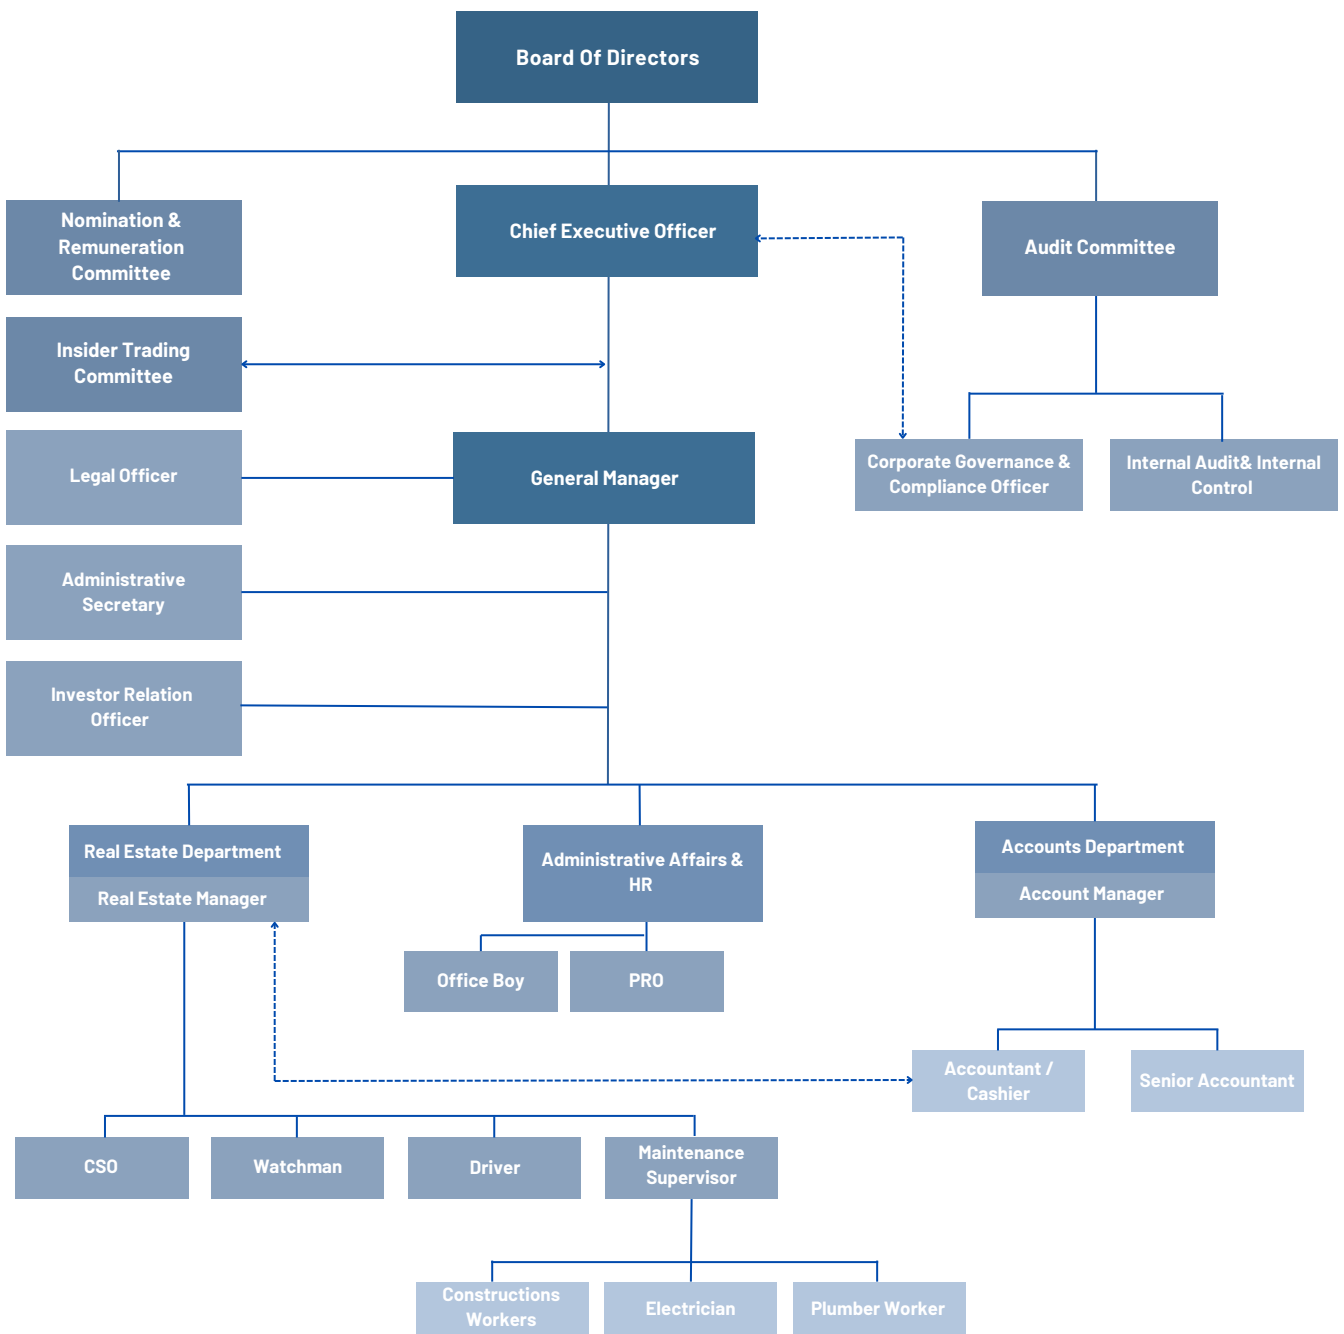 Board Of Directors
Nomination &
Remuneration
Committee
Chief Executive Officer
Audit Committee
Insider Trading
Committee
Legal Officer
General Manager
Corporate Governance &
Compliance Officer
Internal Audit& Internal
Control
Administrative
Secretary
Investor Relation
Officer
Real Estate Department
Real Estate Manager
Administrative Affairs &
HR
Accounts Department
Account Manager
Office Boy
PRO
Accountant /
Cashier
Senior Accountant
CSO
Watchman
Driver
Maintenance
Supervisor
Constructions
Workers
Electrician
Plumber Worker